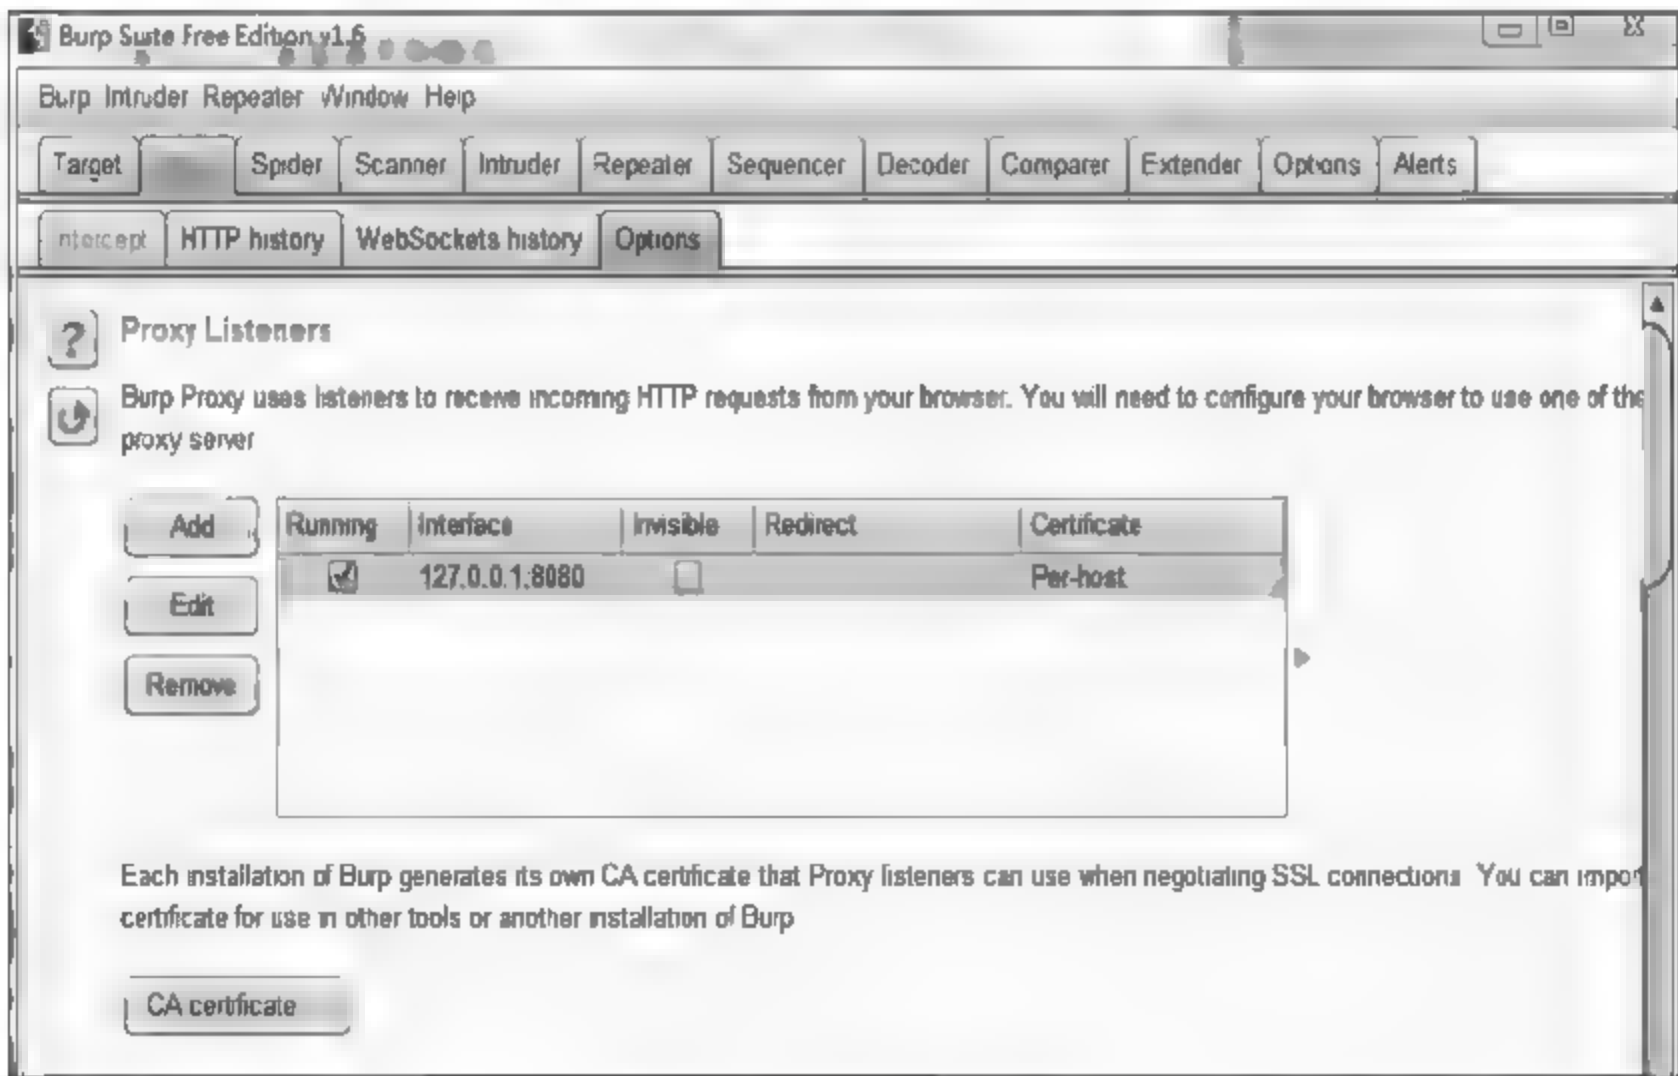 Burp Suite Free Edition v1.6
Burp Intruder Repeater Window Help
Target Spider Scanner Intruder Repeater Sequencer Decoder Comparer Extender Options Alerts
Intercept HTTP history WebSockets history Options
? Proxy Listeners
Burp Proxy uses listeners to receive incoming HTTP requests from your browser. You will need to configure your browser to use one of the
proxy server
Add Running Interface Invisible Redirect Certificate
127.0.0.1:8080 Per-host
Edit
Remove
Each installation of Burp generates its own CA certificate that Proxy listeners can use when negotiating SSL connections You can import
certificate for use in other tools or another installation of Burp
CA certificate